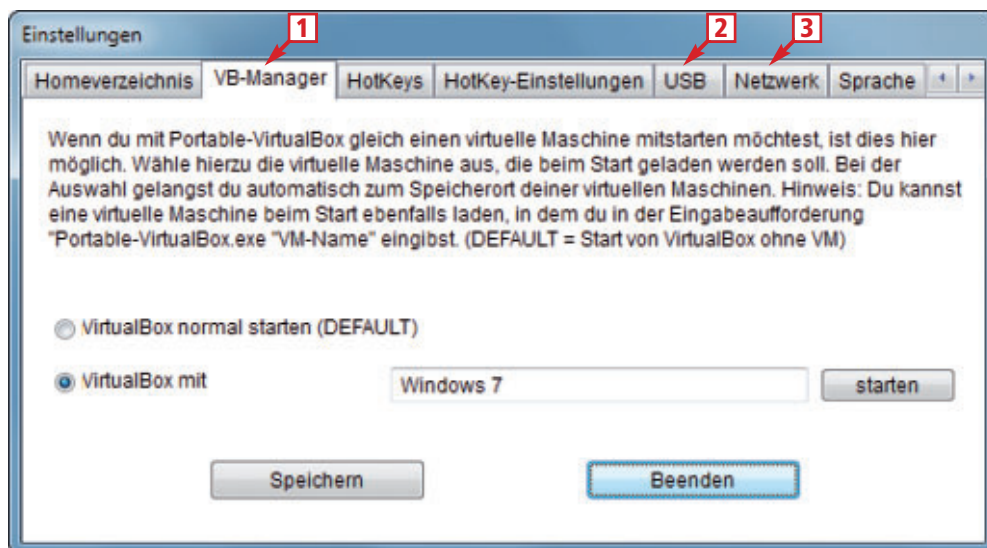 Einstellungen
1
2
3
Homeverzeichnis VB-Manager HotKeys HotKey-Einstellungen USB Netzwerk Sprache
Wenn du mit Portable-VirtualBox gleich einen virtuelle Maschine mitstarten möchtest, ist dies hier
möglich. Wähle hierzu die virtuelle Maschine aus, die beim Start geladen werden soll. Bei der
Auswahl gelangst du automatisch zum Speicherort deiner virtuellen Maschinen. Hinweis: Du kannst
eine virtuelle Maschine beim Start ebenfalls laden, in dem du in der Eingabeaufforderung
"Portable-VirtualBox.exe "VM-Name" eingibst. (DEFAULT = Start von VirtualBox ohne VM)
VirtualBox normal starten (DEFAULT)
VirtualBox mit Windows 7 starten
Speichern Beenden